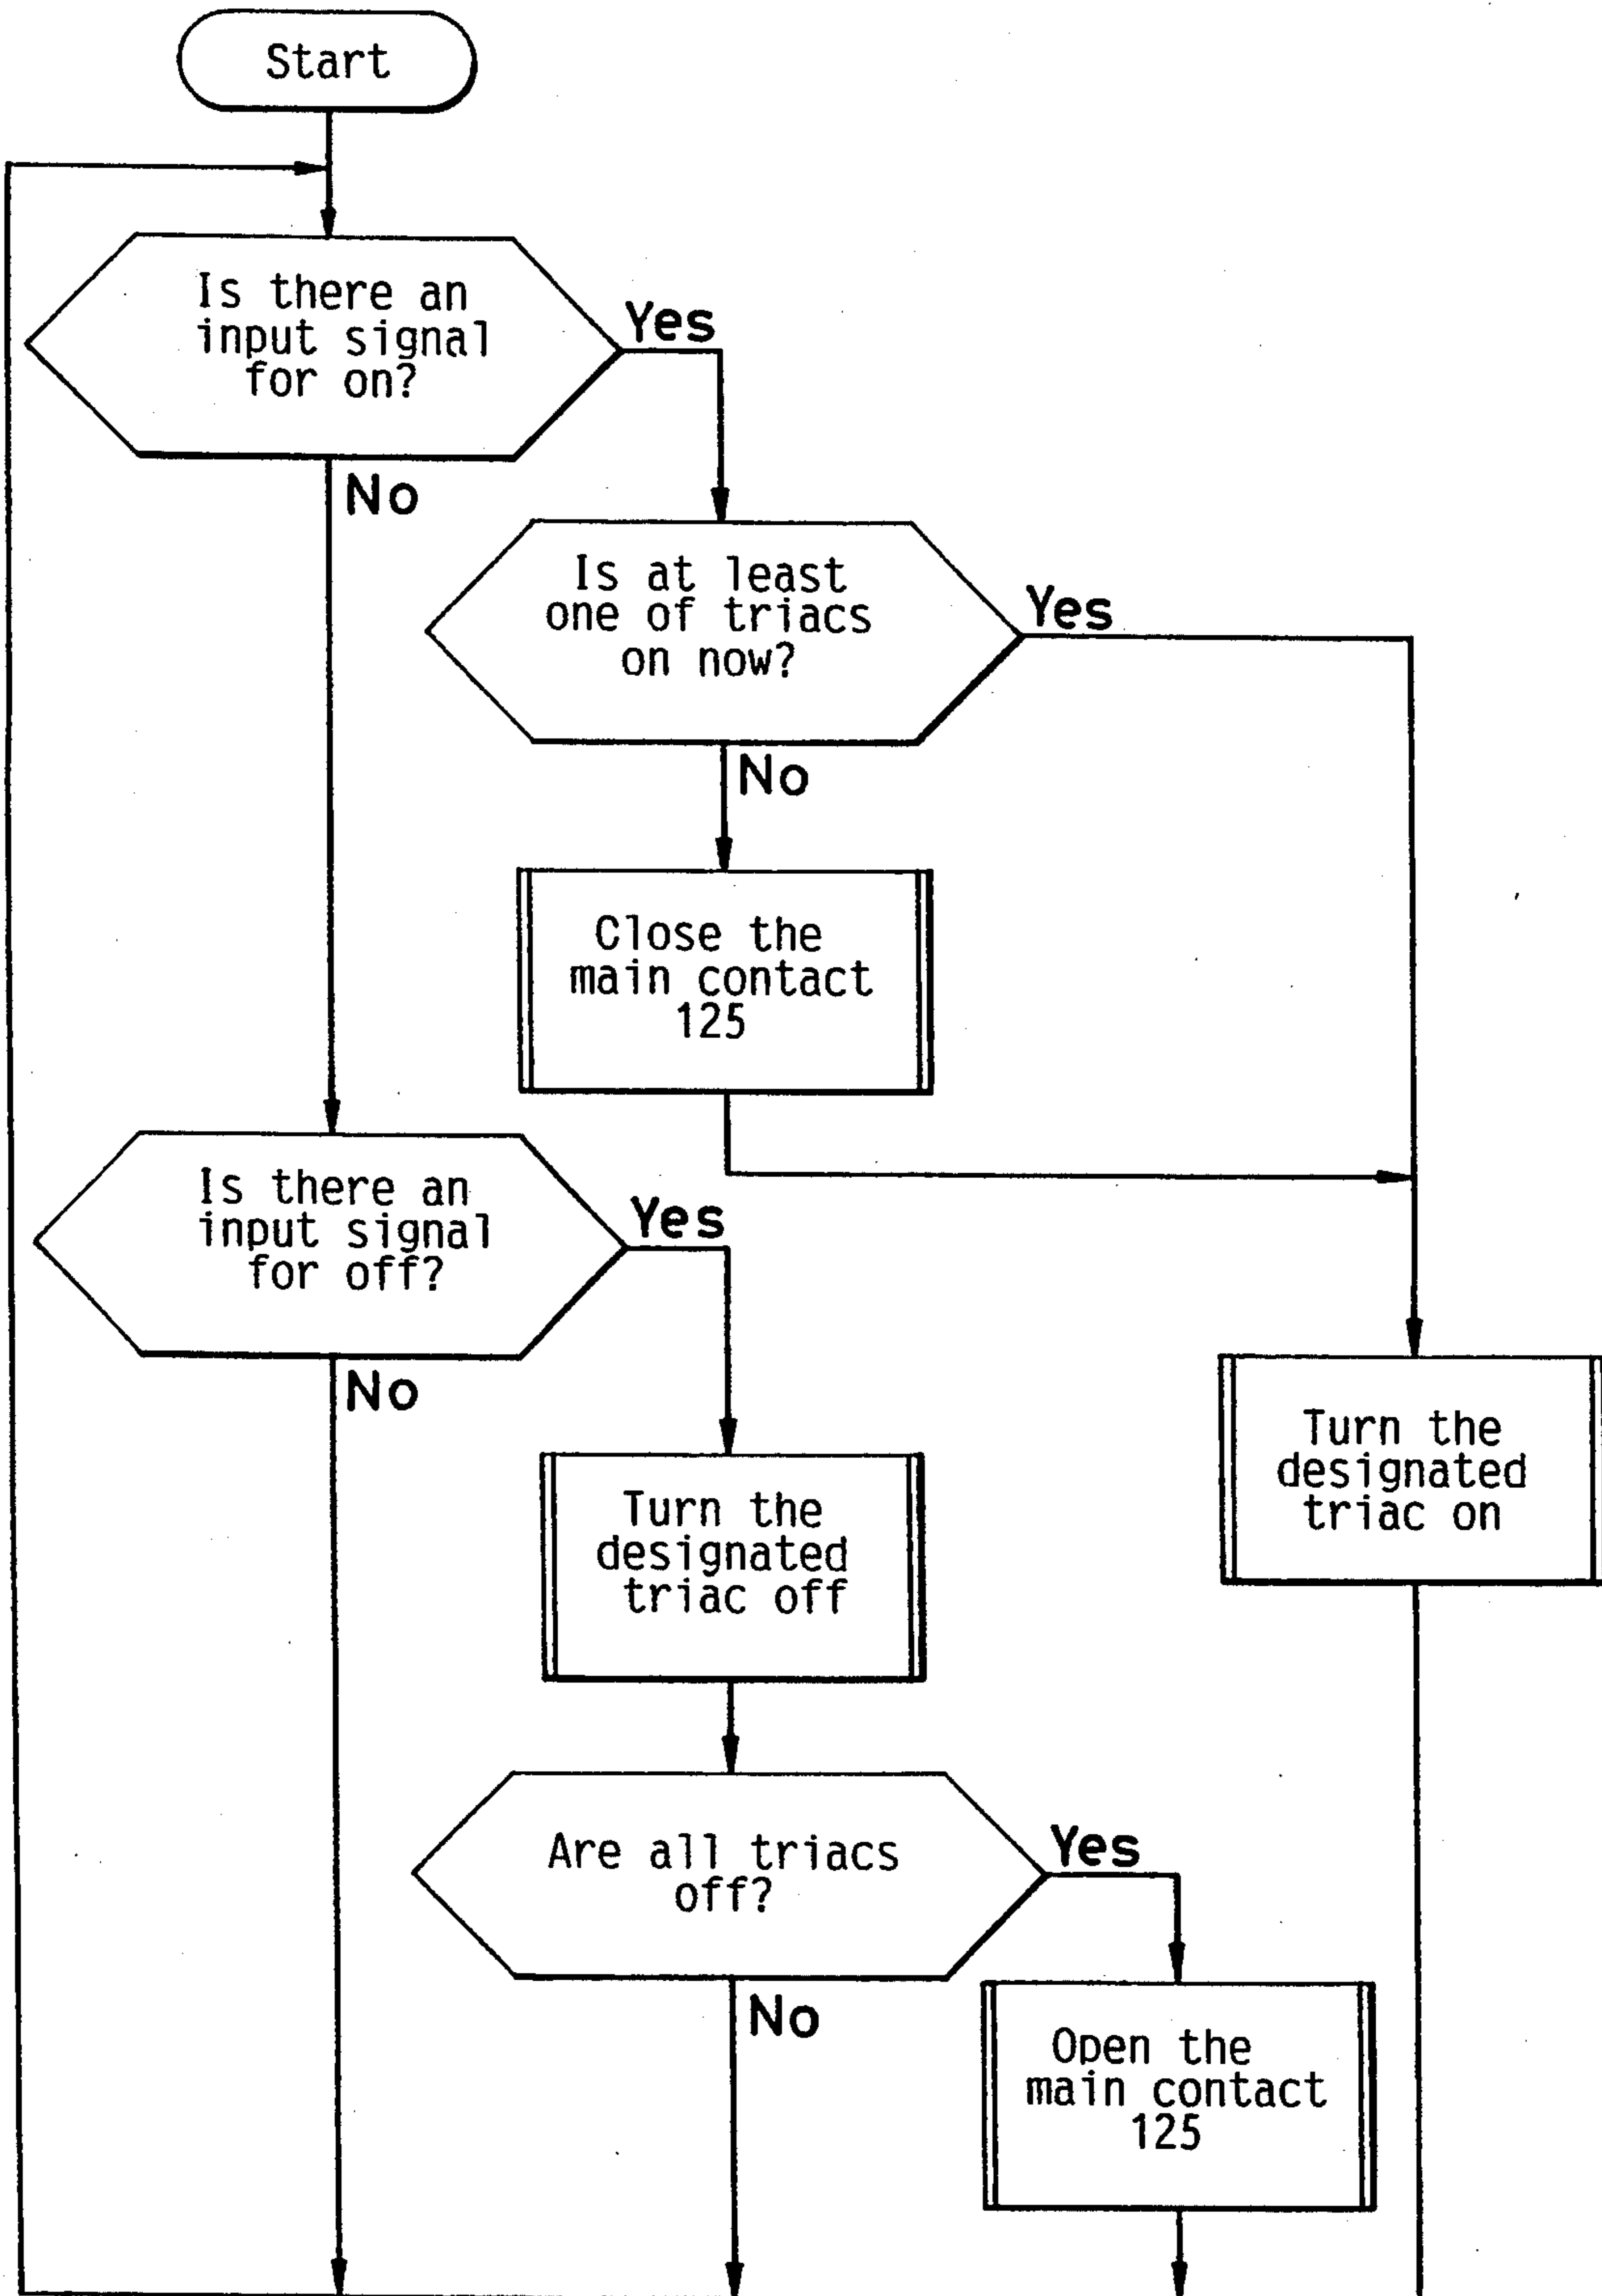 Start
Is there an
input signal
for on?
Yes
No
Is at least
one of triacs
on now?
Yes
No
Close the
main contact
125
Is there an
input signal
for off?
Yes
No
Turn the
designated
triac on
Turn the
designated
triac off
Are all triacs
off?
Yes
No
Open the
main contact
125